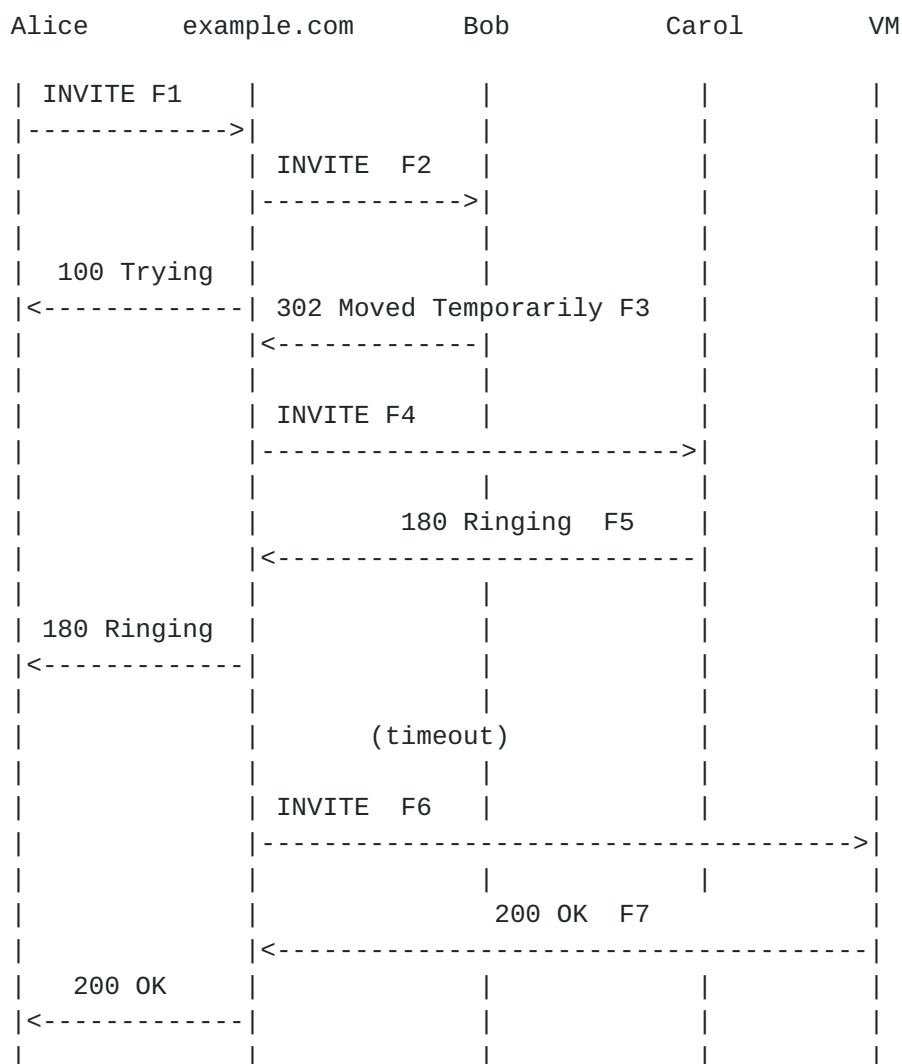 Alice      example.com       Bob          Carol        VM

| INVITE F1    |              |             |          |
|------------->|              |             |          |
|              | INVITE  F2   |             |          |
|              |------------->|             |          |
|              |              |             |          |
|  100 Trying  |              |             |          |
|<-------------| 302 Moved Temporarily F3   |          |
|              |<-------------|             |          |
|              |              |             |          |
|              | INVITE F4    |             |          |
|              |--------------------------->|          |
|              |              |             |          |
|              |         180 Ringing  F5    |          |
|              |<---------------------------|          |
|              |              |             |          |
| 180 Ringing  |              |             |          |
|<-------------|              |             |          |
|              |              |             |          |
|              |       (timeout)            |          |
|              |              |             |          |
|              | INVITE  F6   |             |          |
|              |-------------------------------------->|
|              |              |             |          |
|              |               200 OK  F7   |          |
|              |<--------------------------------------|
|   200 OK     |              |             |          |
|<-------------|              |             |          |
|              |              |             |          |